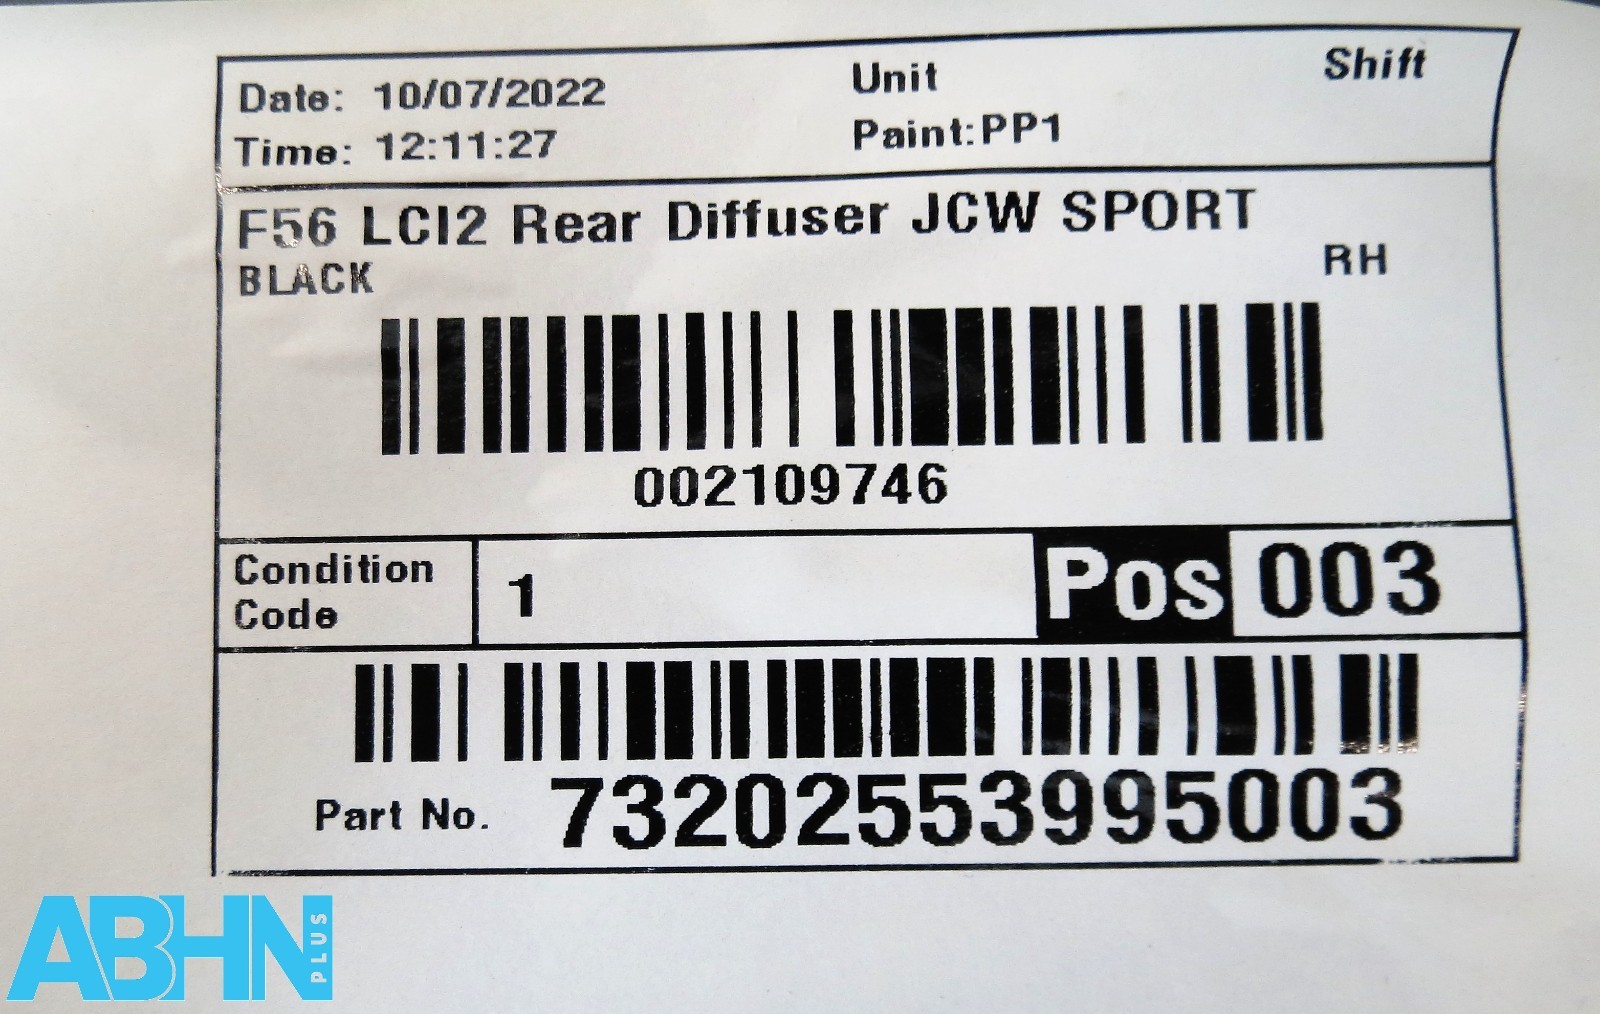 Date: 10/07/2022 Unit Shift
Time: 12:11:27 Paint:PP1
F56 LCI2 Rear Diffuser JCW SPORT
BLACK RH
002109746
Condition Code 1 Pos 003
Part No. 73202553995003
ABHN PLUS